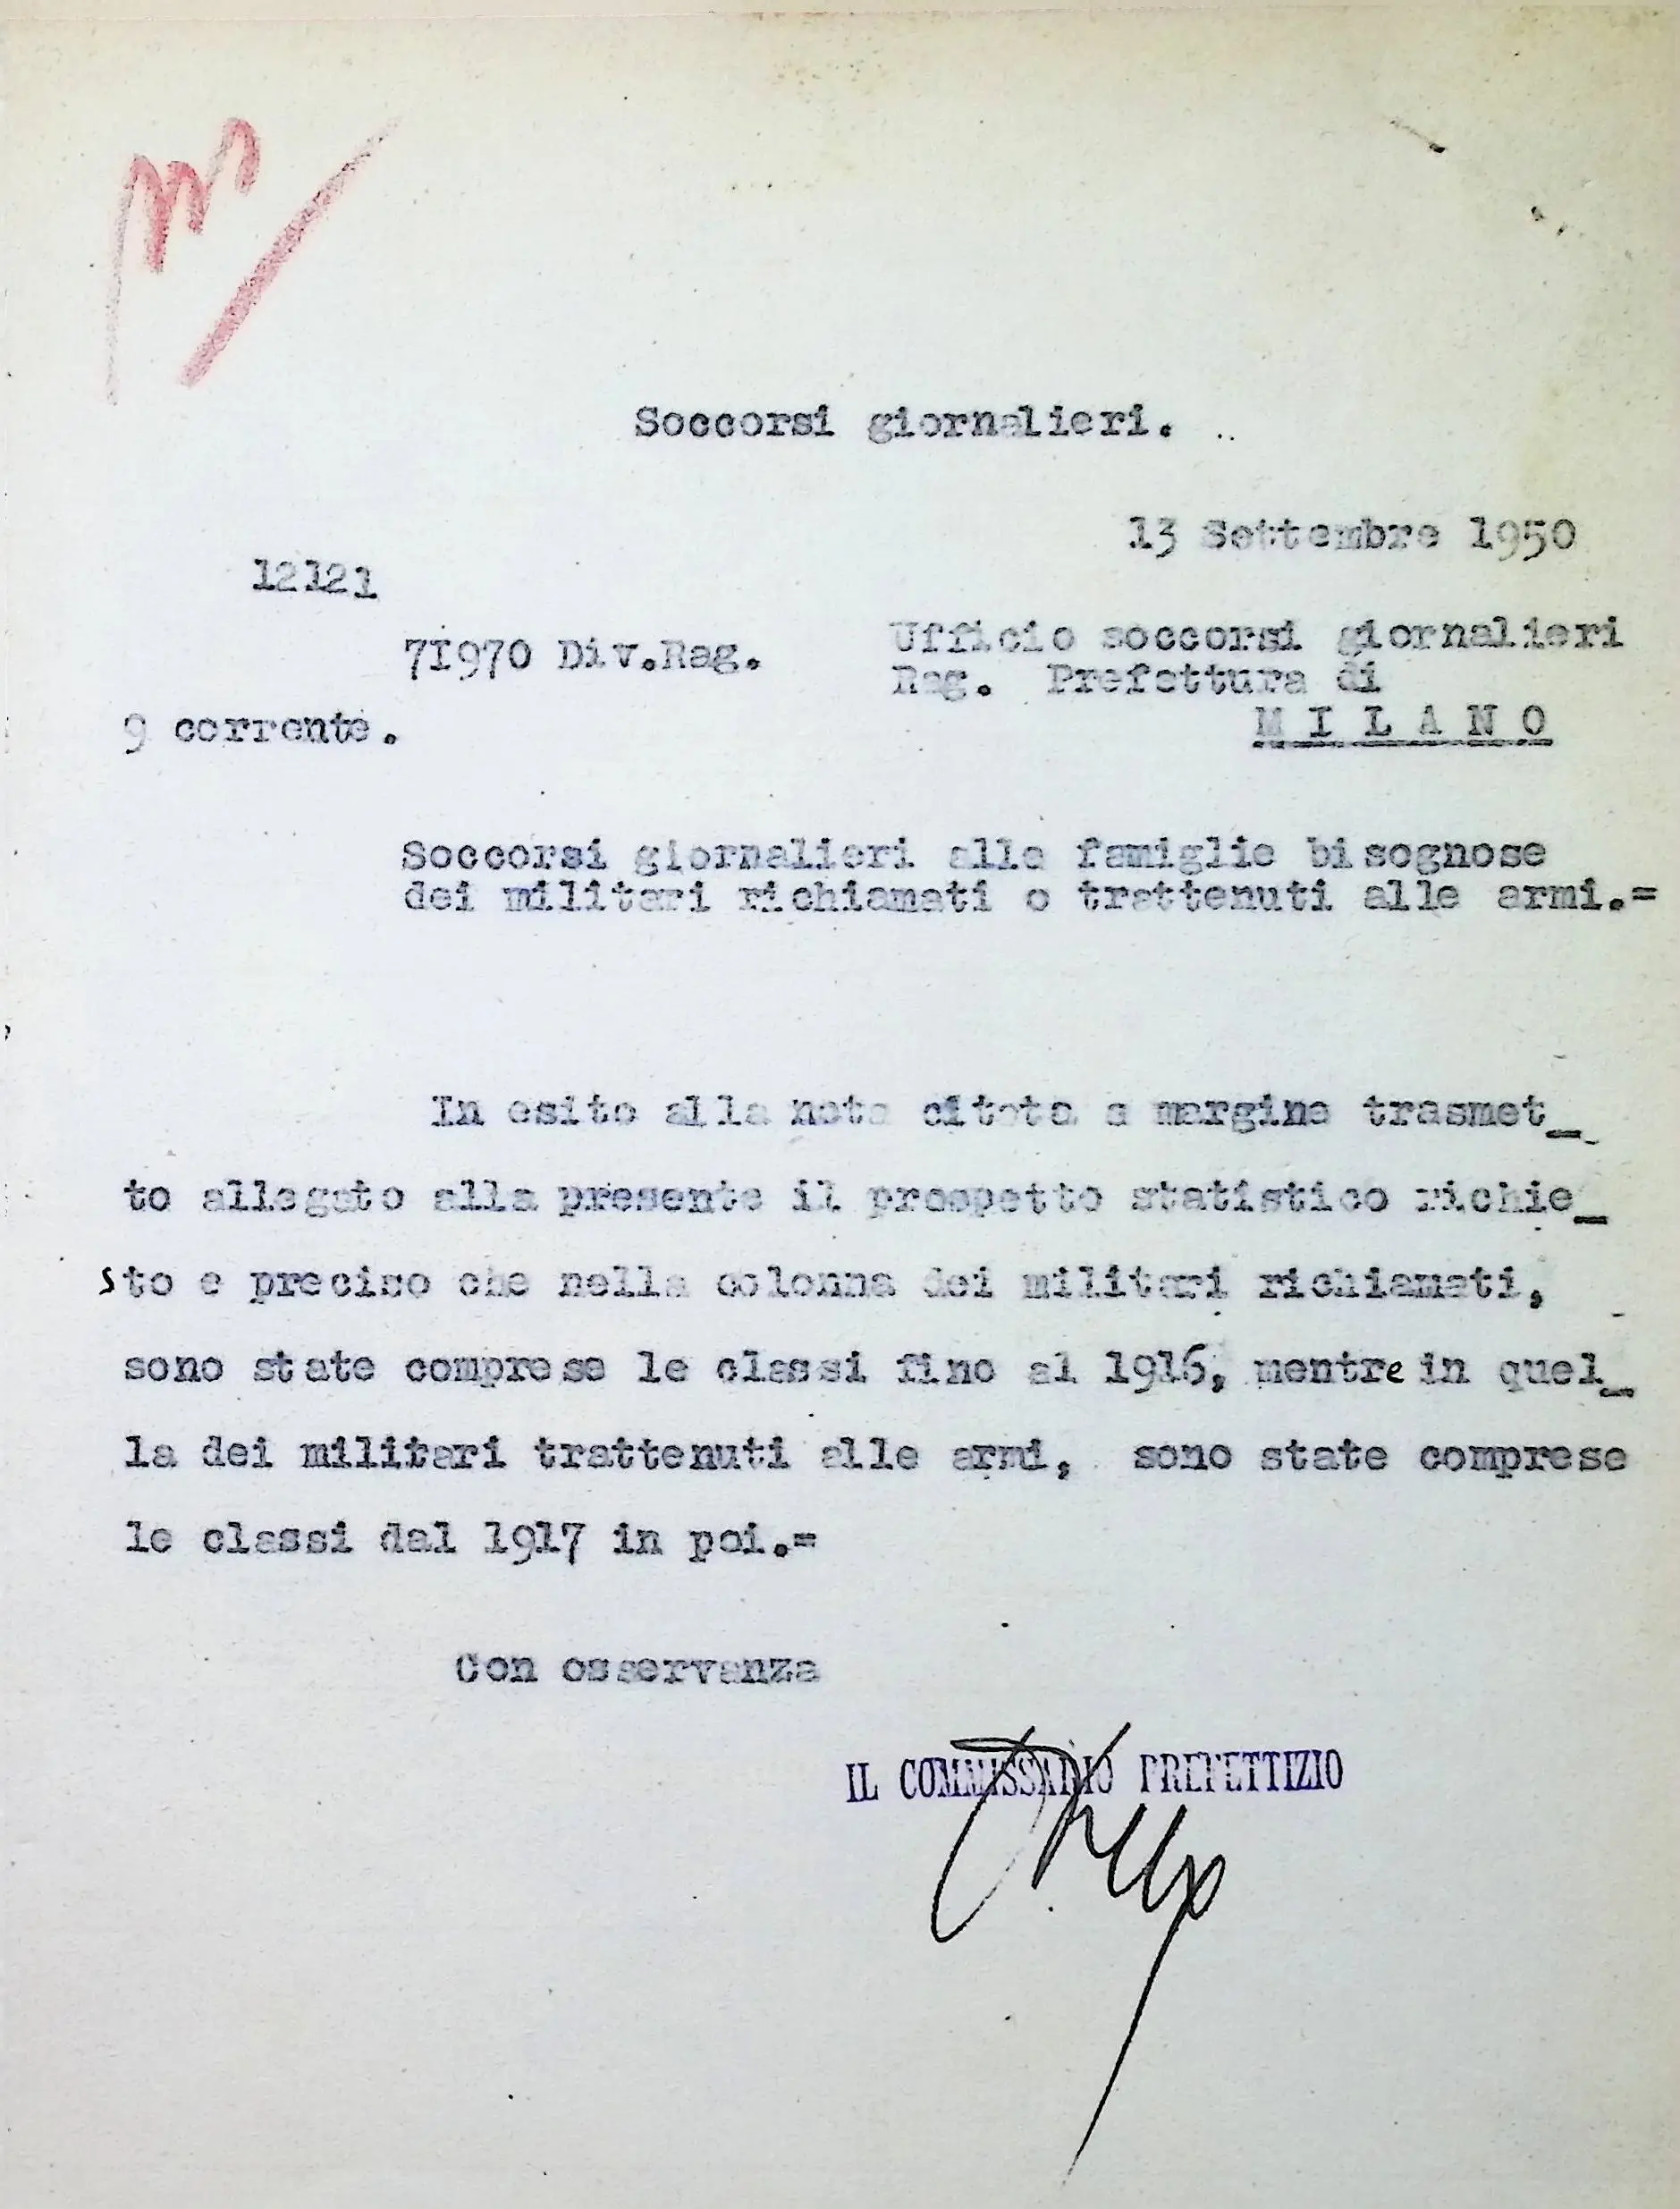 Soccorsi giornalieri.
13 Settembre 1950
12121
71970 Div.Rag.
Ufficio soccorsi giornalieri
Rag. Prefettura di
9 corrente.
M I L A N O
Soccorsi giornalieri alle famiglie bisognose
dei militari richiamati o trattenuti alle armi.=
In esito alla nota citata a margine trasmet_
to allegato alla presente il prospetto statistico richie_
sto e preciso che nella colonna dei militari richiamati,
sono state comprese le classi fino al 1916, mentre in quel_
la dei militari trattenuti alle armi, sono state comprese
le classi dal 1917 in poi.=
Con osservanza
IL COMMISSARIO PREFETTIZIO